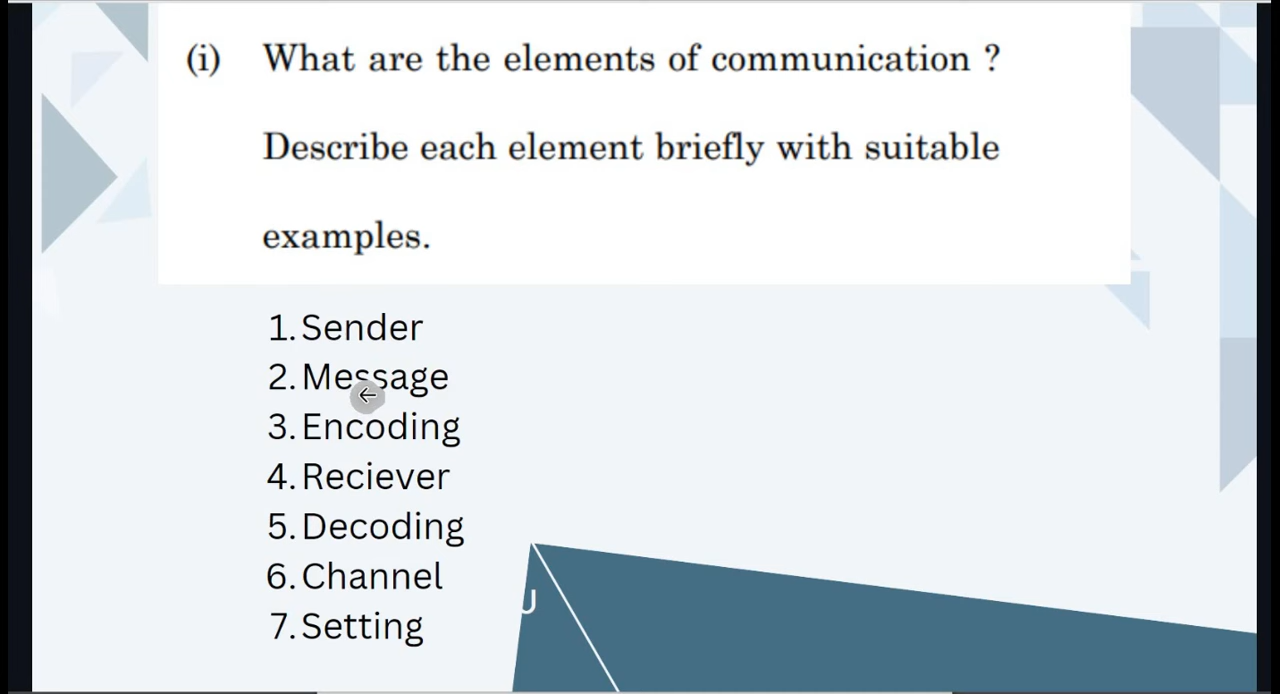 (i) What are the elements of communication ?
Describe each element briefly with suitable
examples.
1. Sender
2. Message
3. Encoding
4. Reciever
5. Decoding
6. Channel
7. Setting
U